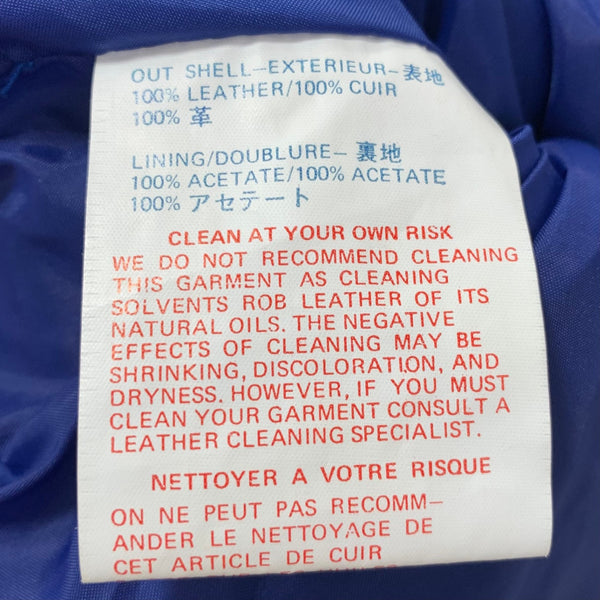 OUT SHELL–EXTERIEUR–表地
100% LEATHER/100% CUIR
100% 革
LINING/DOUBLURE– 裏地
100% ACETATE/100% ACETATE
100% アセテート
CLEAN AT YOUR OWN RISK
WE DO NOT RECOMMEND CLEANING
THIS GARMENT AS CLEANING
SOLVENTS ROB LEATHER OF ITS
NATURAL OILS. THE NEGATIVE
EFFECTS OF CLEANING MAY BE
SHRINKING, DISCOLORATION, AND
DRYNESS. HOWEVER, IF YOU MUST
CLEAN YOUR GARMENT CONSULT A
LEATHER CLEANING SPECIALIST.
NETTOYER A VOTRE RISQUE
ON NE PEUT PAS RECOMM–
ANDER LE NETTOYAGE DE
CET ARTICLE DE CUIR